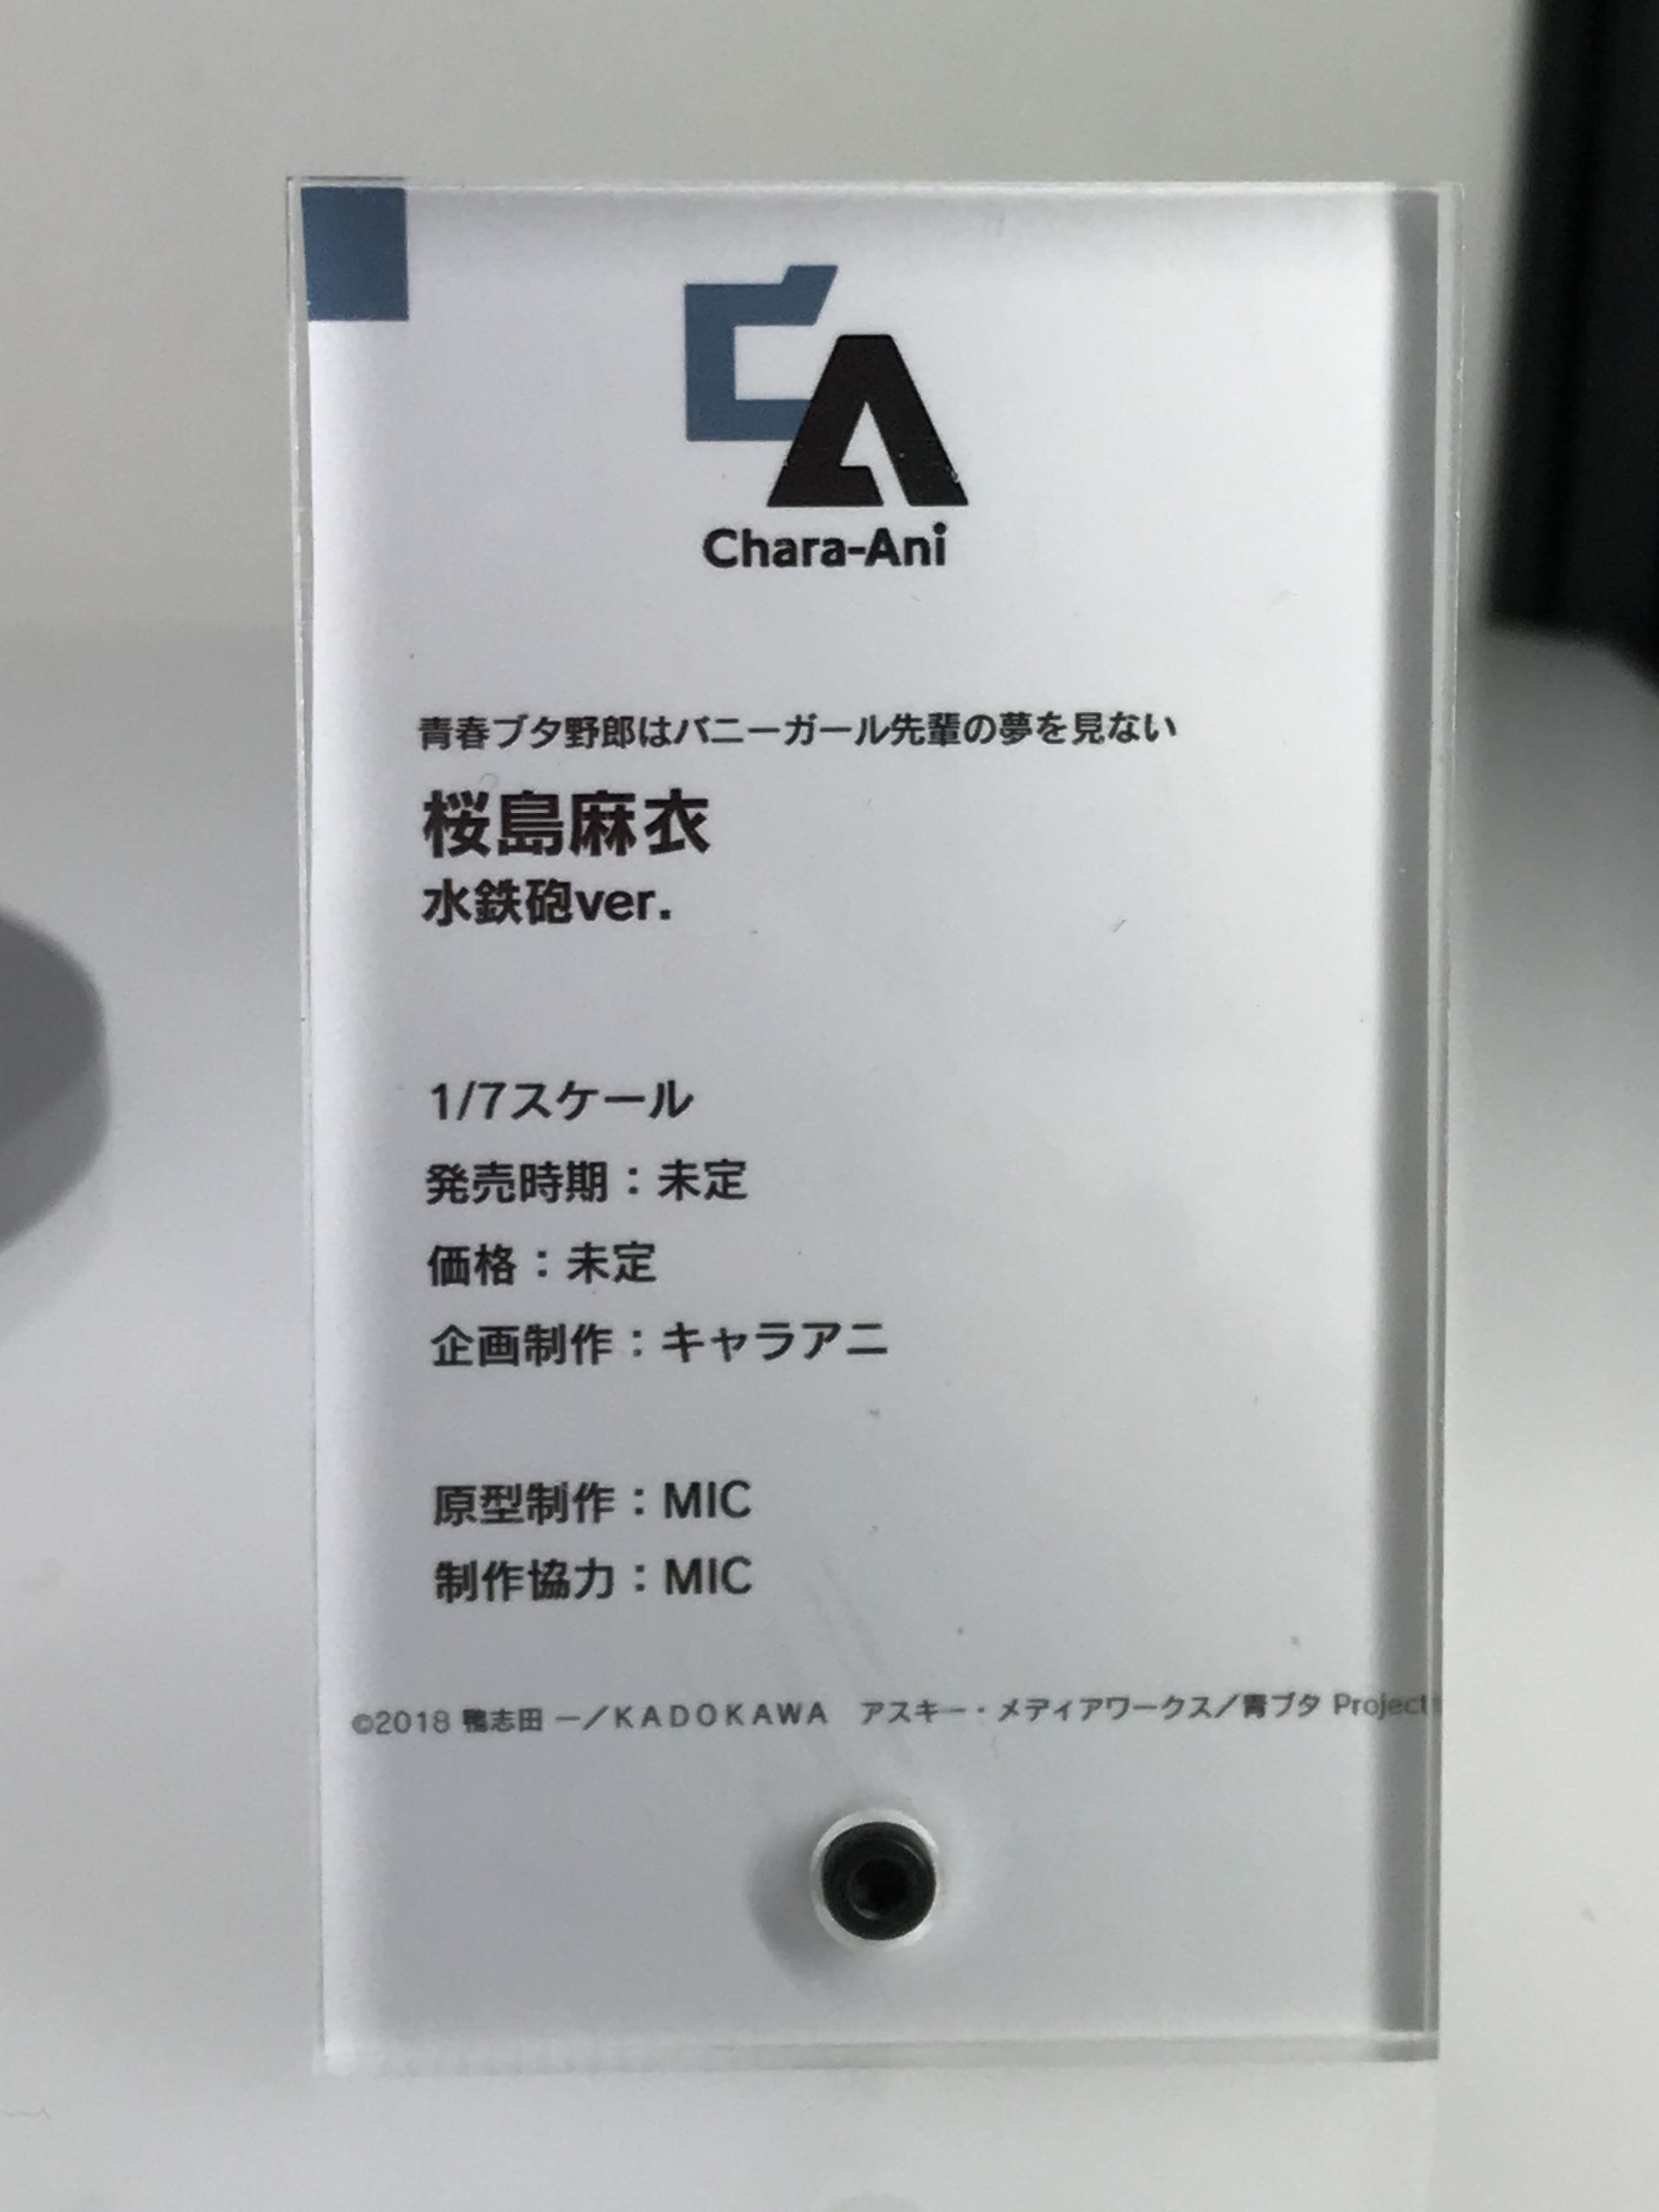 Chara-Ani
青春ブタ野郎はバニーガール先輩の夢を見ない
桜島麻衣
水鉄砲ver.
1/7スケール
発売時期：未定
価格：未定
企画制作：キャラアニ
原型制作：MIC
制作協力：MIC
©2018 鴨志田 一／KADOKAWA　アスキー・メディアワークス／青ブタ Project